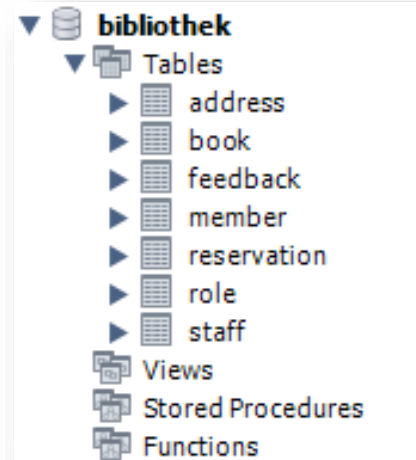 bibliothek
Tables
address
book
feedback
member
reservation
role
staff
Views
Stored Procedures
Functions